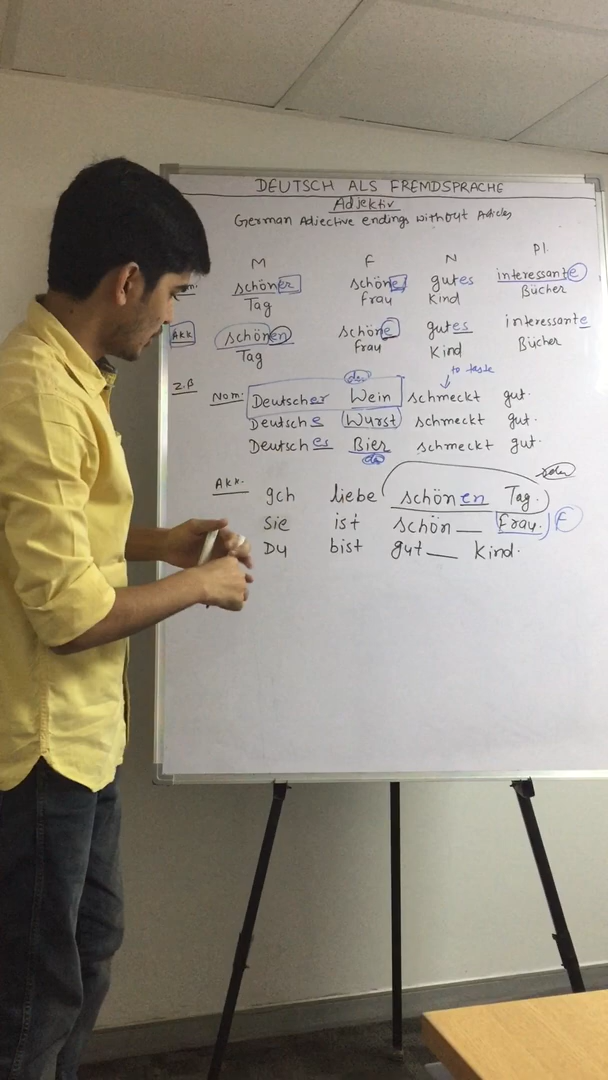 DEUTSCH ALS FREMDSPRACHE
Adjektiv
German Adjective endings without Articles
M F N Pl.
schöner schöne gutes interessante
Tag Frau Kind Bücher
Akk schönen schöne gutes interessante
Tag Frau Kind Bücher
to taste
z.B Nom: Deutscher Wein schmeckt gut.
Deutsche Wurst schmeckt gut.
Deutsches Bier schmeckt gut.
Akk. Ich liebe schönen Tag.
Sie ist schön__ Frau. F
Du bist gut__ Kind.